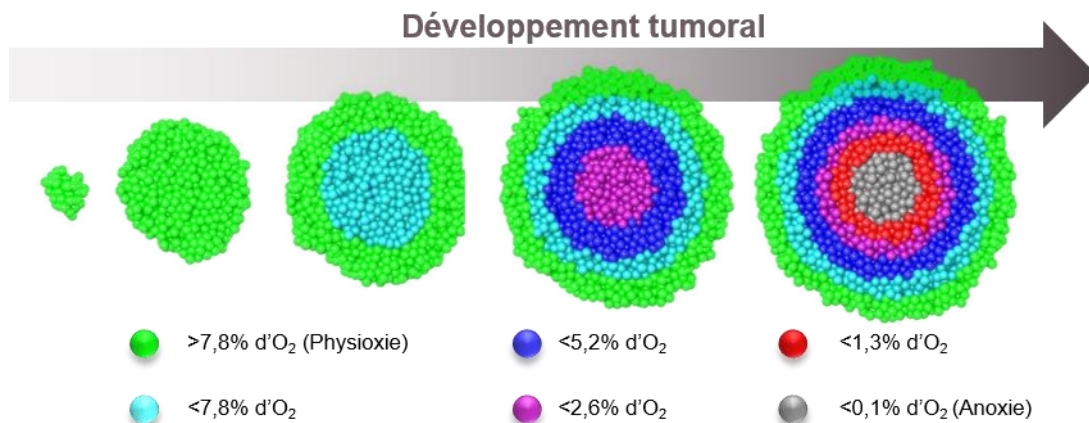 Développement tumoral
>7,8% d'O₂ (Physioxie)
<5,2% d'O₂
<1,3% d'O₂
<7,8% d'O₂
<2,6% d'O₂
<0,1% d'O₂ (Anoxie)